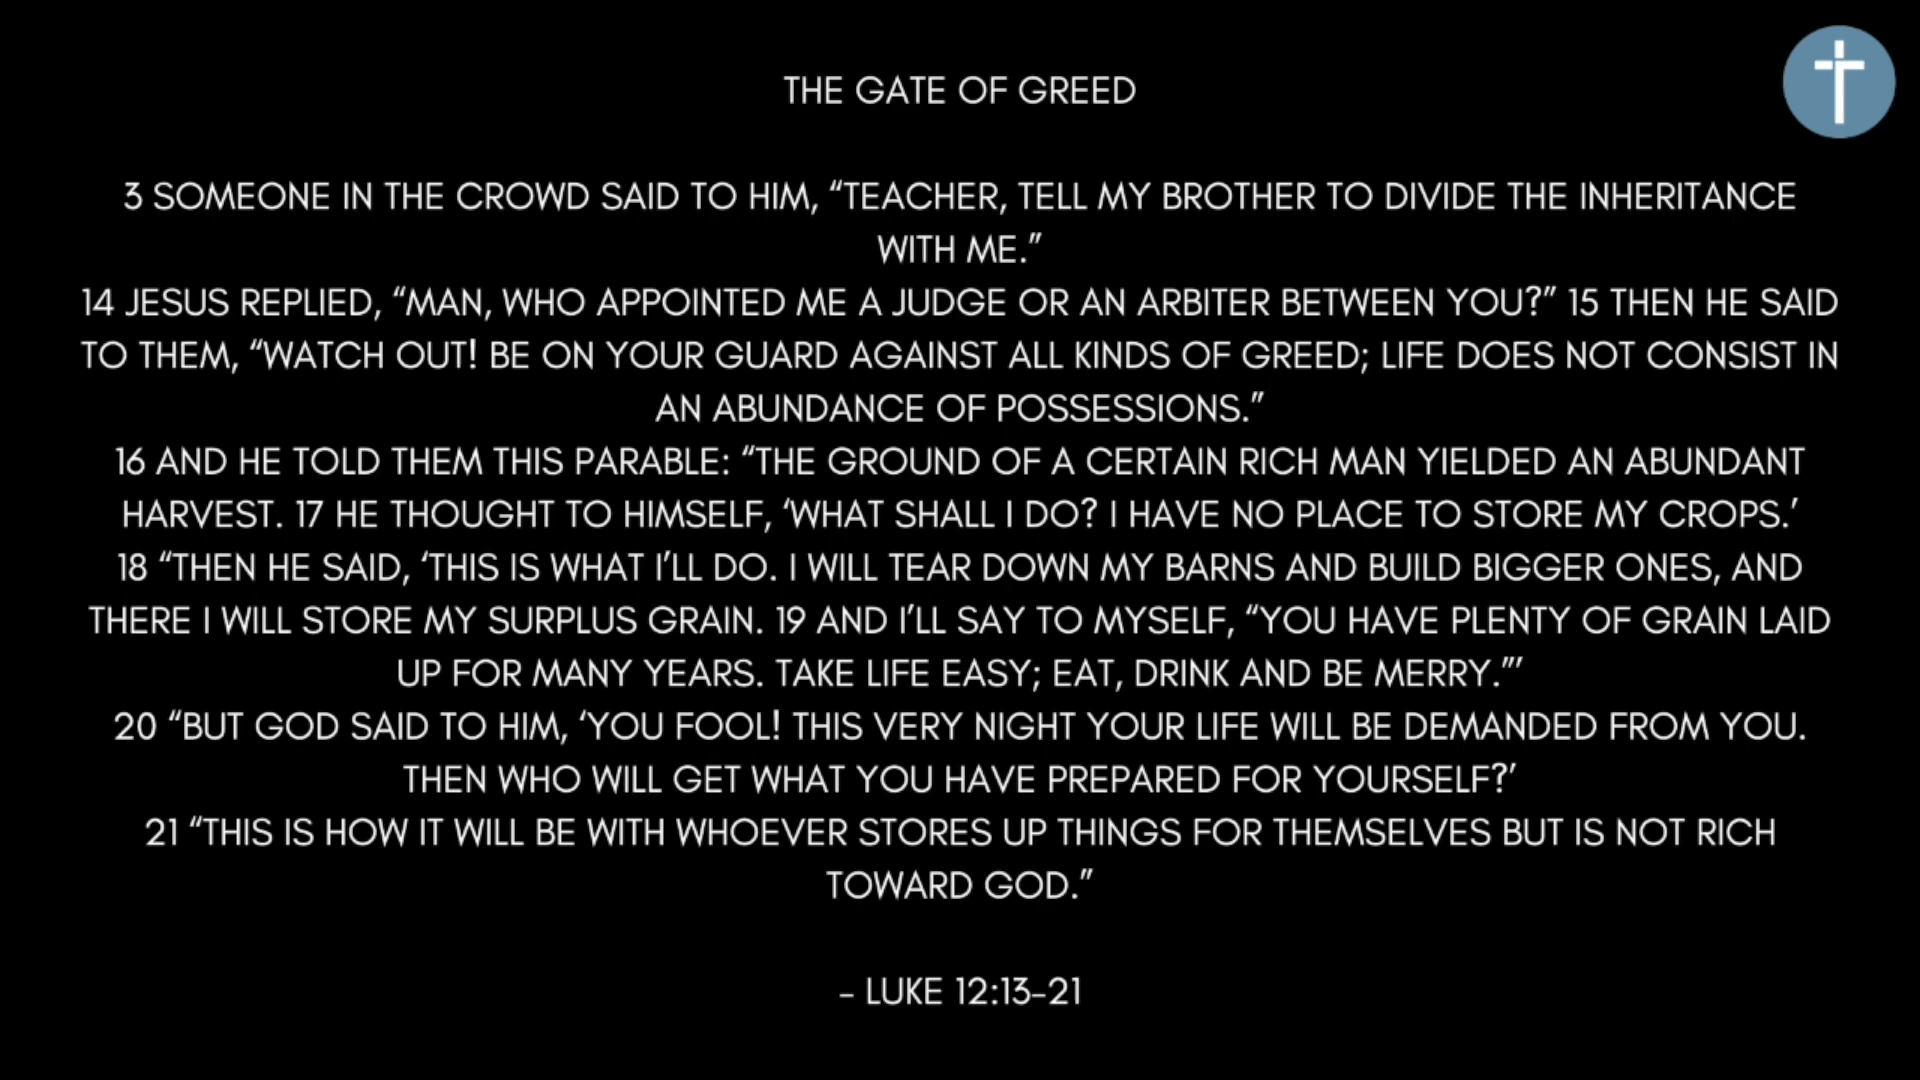 THE GATE OF GREED
3 SOMEONE IN THE CROWD SAID TO HIM, “TEACHER, TELL MY BROTHER TO DIVIDE THE INHERITANCE
WITH ME.”
14 JESUS REPLIED, “MAN, WHO APPOINTED ME A JUDGE OR AN ARBITER BETWEEN YOU?” 15 THEN HE SAID
TO THEM, “WATCH OUT! BE ON YOUR GUARD AGAINST ALL KINDS OF GREED; LIFE DOES NOT CONSIST IN
AN ABUNDANCE OF POSSESSIONS.”
16 AND HE TOLD THEM THIS PARABLE: “THE GROUND OF A CERTAIN RICH MAN YIELDED AN ABUNDANT
HARVEST. 17 HE THOUGHT TO HIMSELF, ‘WHAT SHALL I DO? I HAVE NO PLACE TO STORE MY CROPS.’
18 “THEN HE SAID, ‘THIS IS WHAT I’LL DO. I WILL TEAR DOWN MY BARNS AND BUILD BIGGER ONES, AND
THERE I WILL STORE MY SURPLUS GRAIN. 19 AND I’LL SAY TO MYSELF, “YOU HAVE PLENTY OF GRAIN LAID
UP FOR MANY YEARS. TAKE LIFE EASY; EAT, DRINK AND BE MERRY.”’
20 “BUT GOD SAID TO HIM, ‘YOU FOOL! THIS VERY NIGHT YOUR LIFE WILL BE DEMANDED FROM YOU.
THEN WHO WILL GET WHAT YOU HAVE PREPARED FOR YOURSELF?’
21 “THIS IS HOW IT WILL BE WITH WHOEVER STORES UP THINGS FOR THEMSELVES BUT IS NOT RICH
TOWARD GOD.”
- LUKE 12:13-21